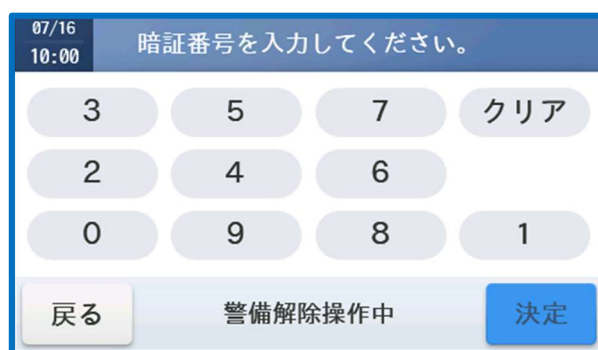 07/16
10:00
暗証番号を入力してください。
3 5 7 クリア
2 4 6
0 9 8 1
戻る 警備解除操作中 決定